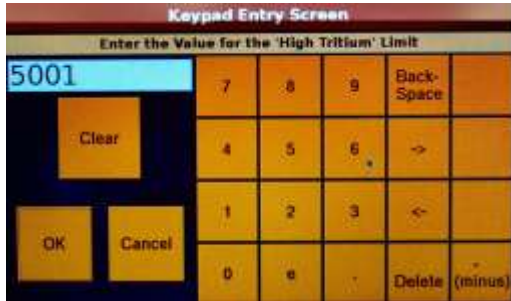 Keypad Entry Screen
Enter the Value for the 'High Tritium' Limit
5001
7 8 9 Back-
Space
Clear
4 5 6 ->
1 2 3 <-
OK Cancel
0 e . Delete - (minus)